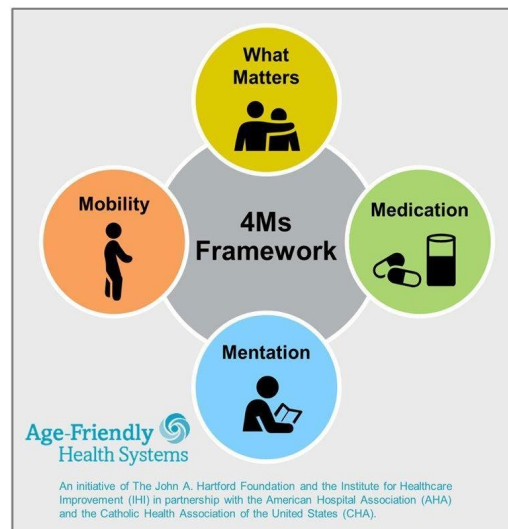 What
Matters
Mobility
4Ms
Framework
Medication
Mentation
Age-Friendly
Health Systems
An initiative of The John A. Hartford Foundation and the Institute for Healthcare
Improvement (IHI) in partnership with the American Hospital Association (AHA)
and the Catholic Health Association of the United States (CHA).